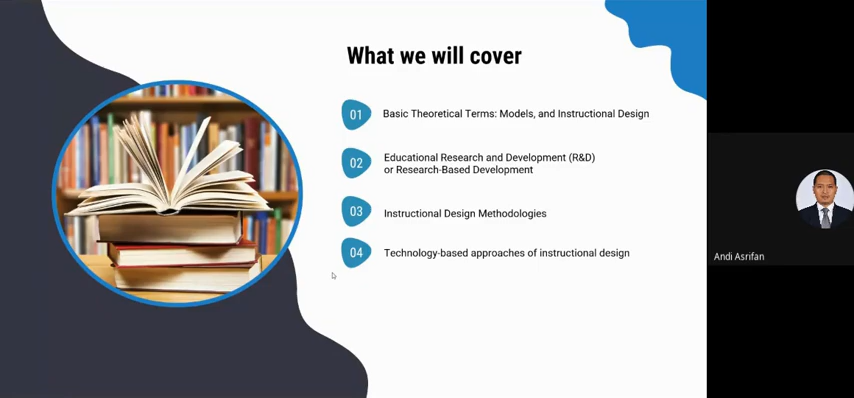 What we will cover
01
Basic Theoretical Terms: Models, and Instructional Design
02
Educational Research and Development (R&D)
or Research-Based Development
03
Instructional Design Methodologies
04
Technology-based approaches of instructional design
Andi Asrifan